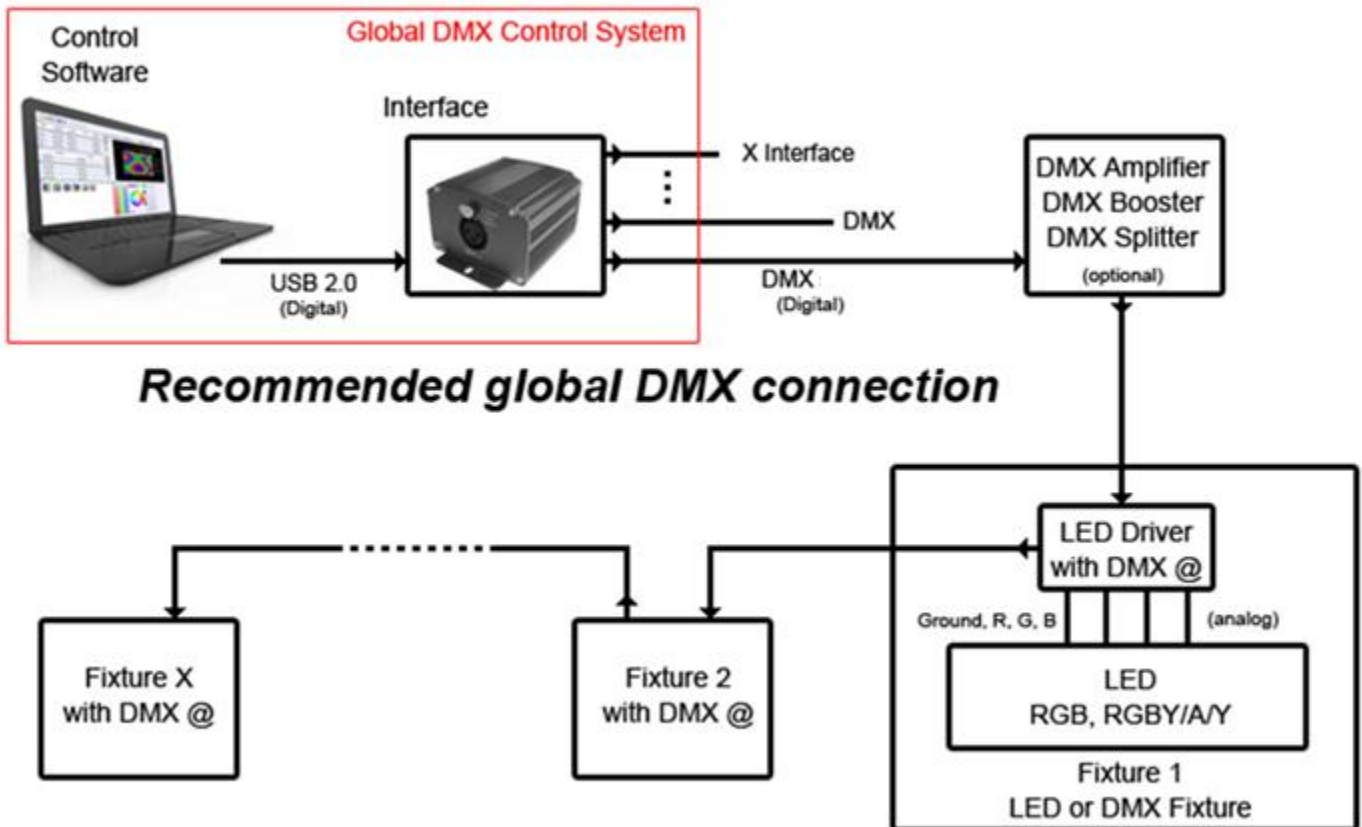 Control
Software
Global DMX Control System
Interface
X Interface
DMX
USB 2.0
(Digital)
DMX
(Digital)
DMX Amplifier
DMX Booster
DMX Splitter
(optional)
Recommended global DMX connection
LED Driver
with DMX @
Ground, R, G, B
(analog)
LED
RGB, RGBY/A/Y
Fixture 1
LED or DMX Fixture
Fixture 2
with DMX @
Fixture X
with DMX @